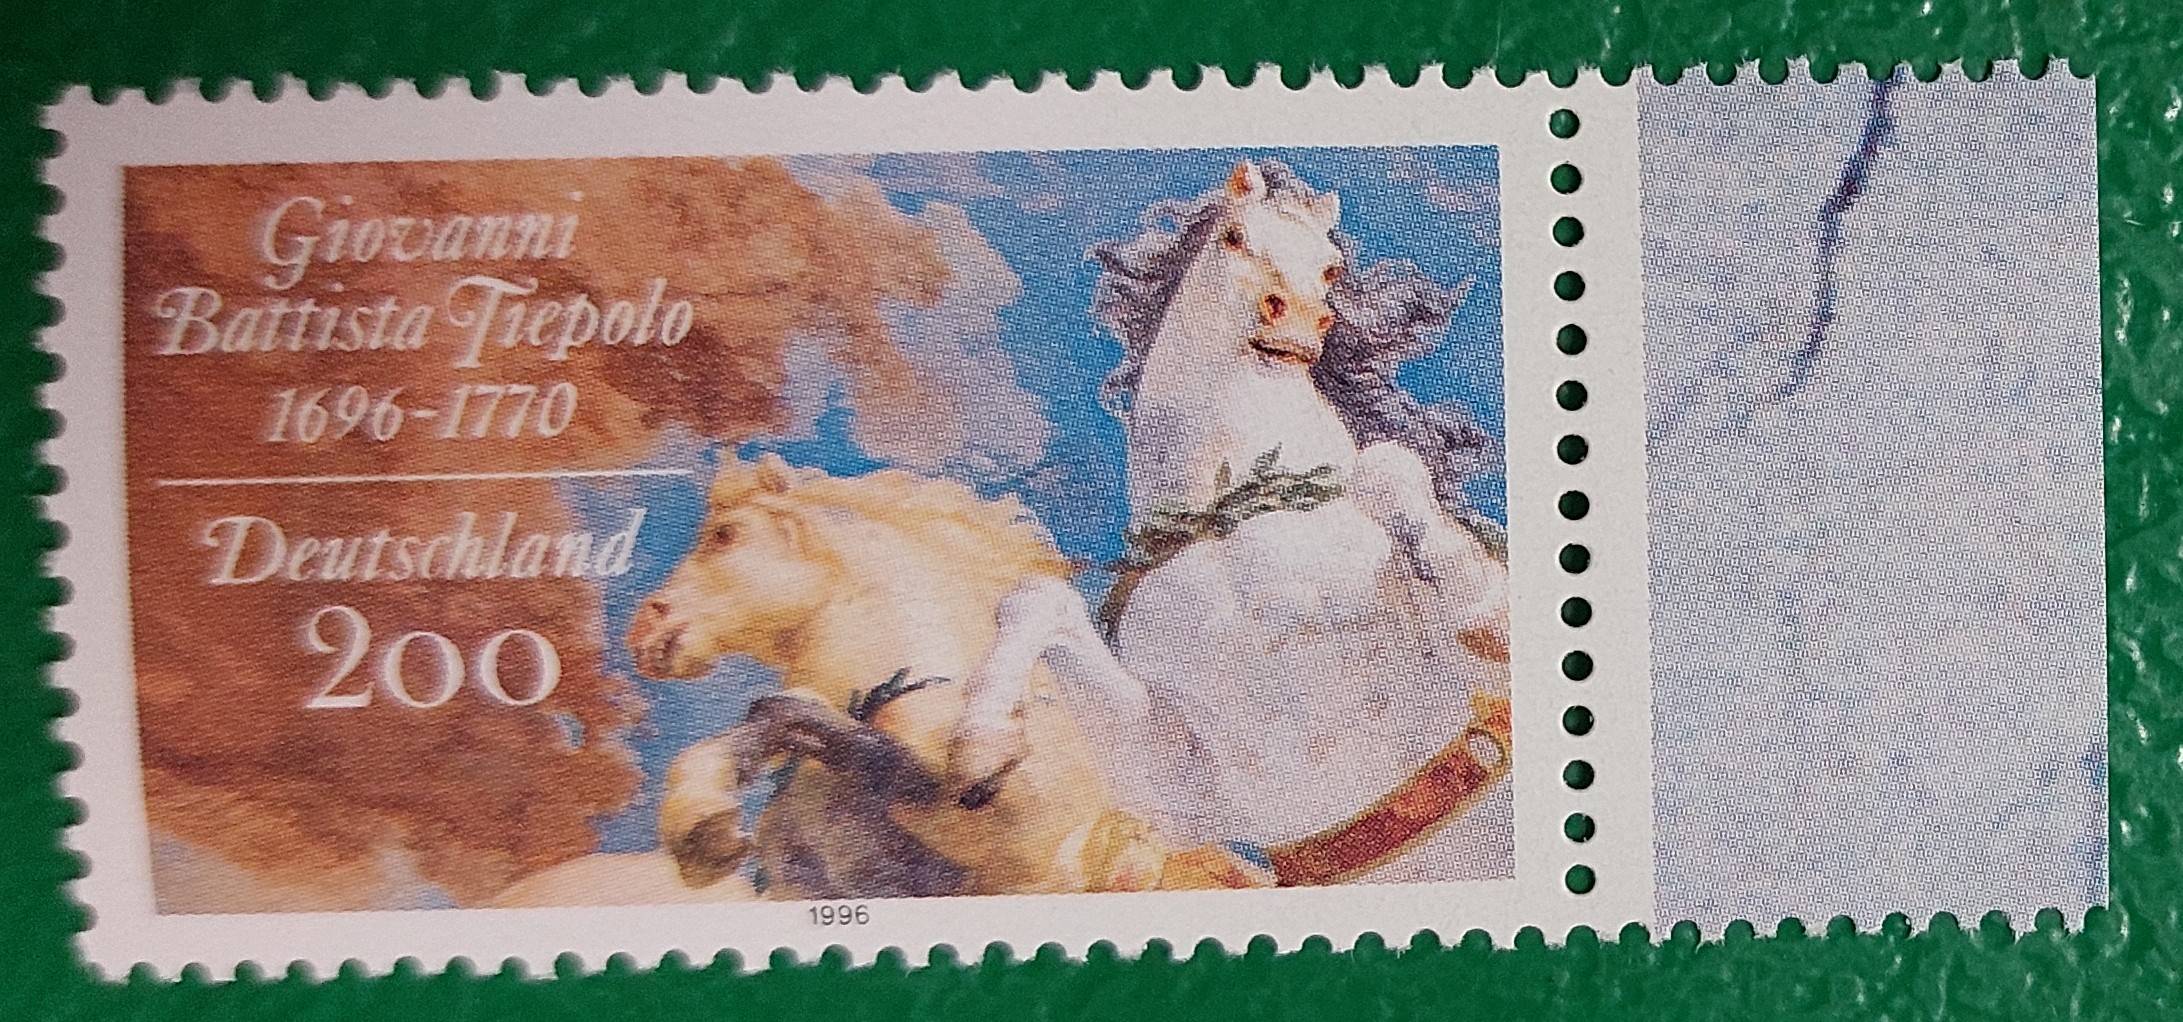 Giovanni
Battista Tiepolo
1696-1770
Deutschland
200
1996